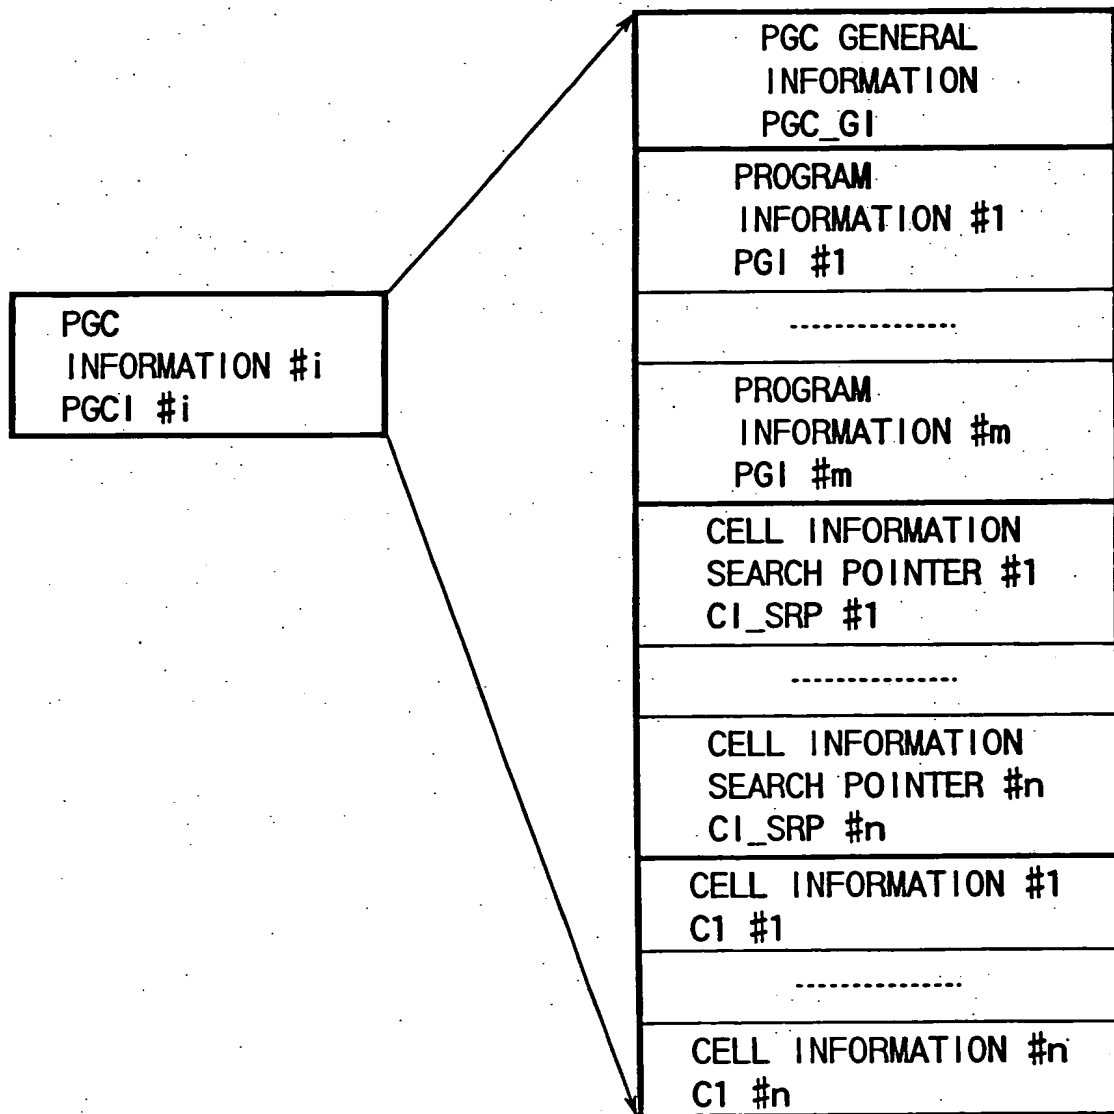 PGC
INFORMATION #i
PGCI #i
PGC GENERAL
INFORMATION
PGC_GI
PROGRAM
INFORMATION #1
PGI #1
---------------
PROGRAM
INFORMATION #m
PGI #m
CELL INFORMATION
SEARCH POINTER #1
CI_SRP #1
---------------
CELL INFORMATION
SEARCH POINTER #n
CI_SRP #n
CELL INFORMATION #1
C1 #1
---------------
CELL INFORMATION #n
C1 #n